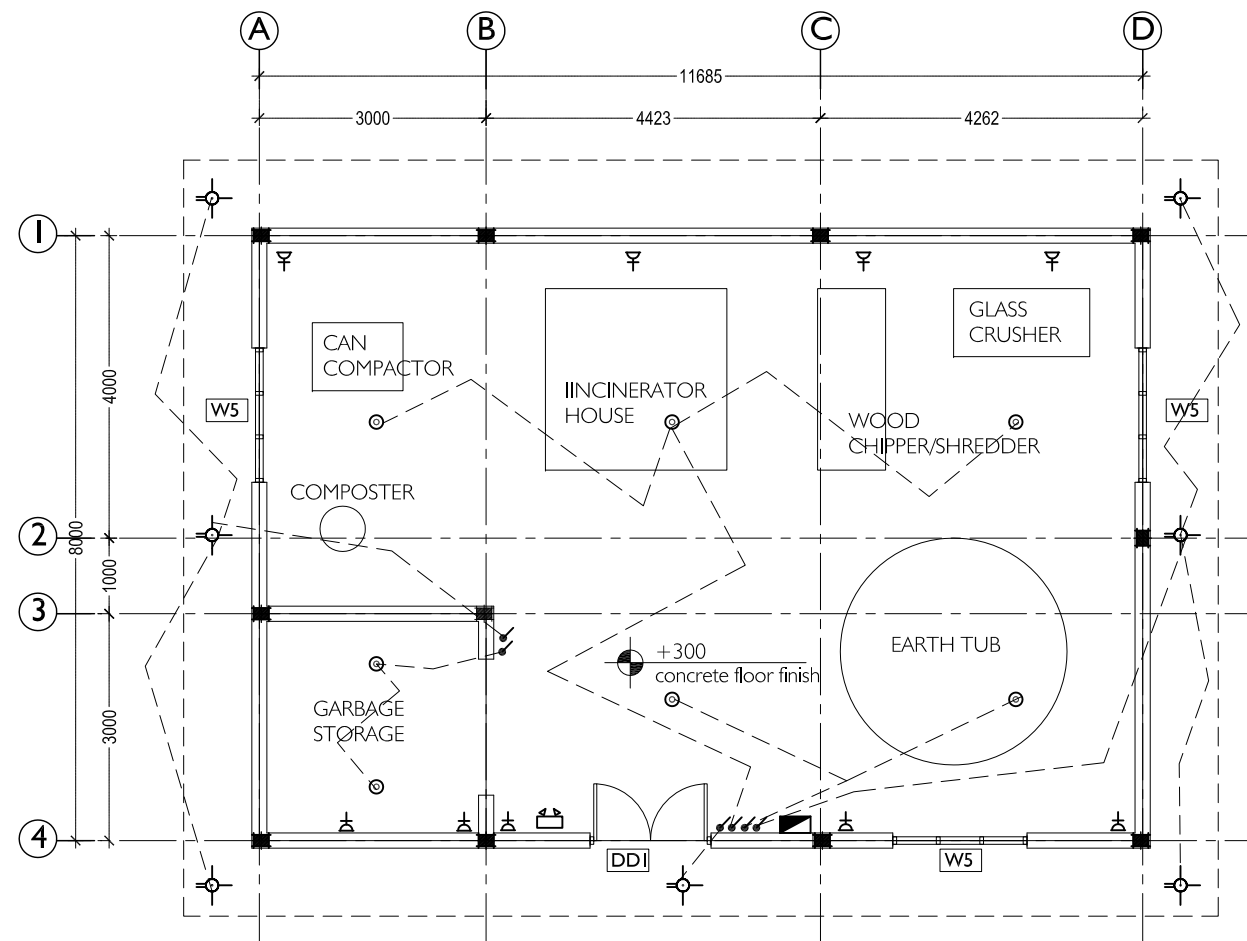 A B C D
11685
3000 4423 4262
1
2
3
4
4000
8000
1000
3000
CAN
COMPACTOR
IINCINERATOR
HOUSE
GLASS
CRUSHER
WOOD
CHIPPER/SHREDDER
W5
W5
COMPOSTER
+300
concrete floor finish
EARTH TUB
GARBAGE
STORAGE
DD1
W5